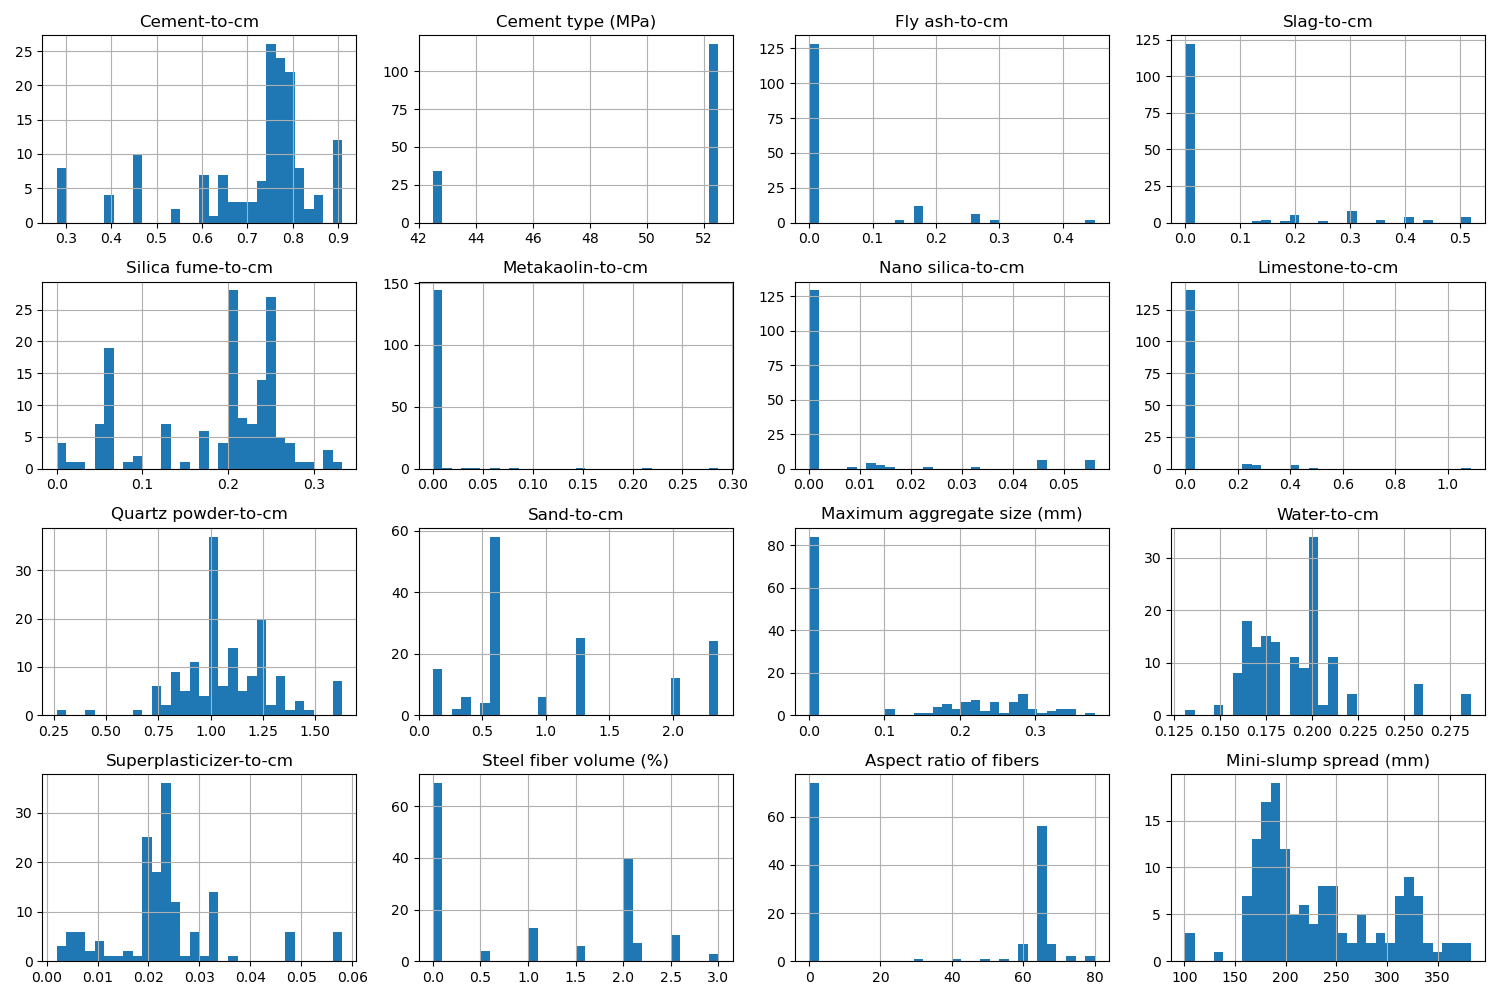 Cement-to-cm
Cement type (MPa)
Fly ash-to-cm
Slag-to-cm
25
20
15
10
5
0
0.3 0.4 0.5 0.6 0.7 0.8 0.9
100
75
50
25
0
42 44 46 48 50 52
125
100
75
50
25
0
0.0 0.1 0.2 0.3 0.4
125
100
75
50
25
0
0.0 0.1 0.2 0.3 0.4 0.5
Silica fume-to-cm
Metakaolin-to-cm
Nano silica-to-cm
Limestone-to-cm
25
20
15
10
5
0
0.0 0.1 0.2 0.3
150
100
50
0
0.00 0.05 0.10 0.15 0.20 0.25 0.30
125
100
75
50
25
0
0.00 0.01 0.02 0.03 0.04 0.05
125
100
75
50
25
0
0.0 0.2 0.4 0.6 0.8 1.0
Quartz powder-to-cm
Sand-to-cm
Maximum aggregate size (mm)
Water-to-cm
30
20
10
0
0.25 0.50 0.75 1.00 1.25 1.50
60
40
20
0
0.0 0.5 1.0 1.5 2.0
80
60
40
20
0
0.0 0.1 0.2 0.3
30
20
10
0
0.125 0.150 0.175 0.200 0.225 0.250 0.275
Superplasticizer-to-cm
Steel fiber volume (%)
Aspect ratio of fibers
Mini-slump spread (mm)
30
20
10
0
0.00 0.01 0.02 0.03 0.04 0.05 0.06
60
40
20
0
0.0 0.5 1.0 1.5 2.0 2.5 3.0
60
40
20
0
0 20 40 60 80
15
10
5
0
100 150 200 250 300 350